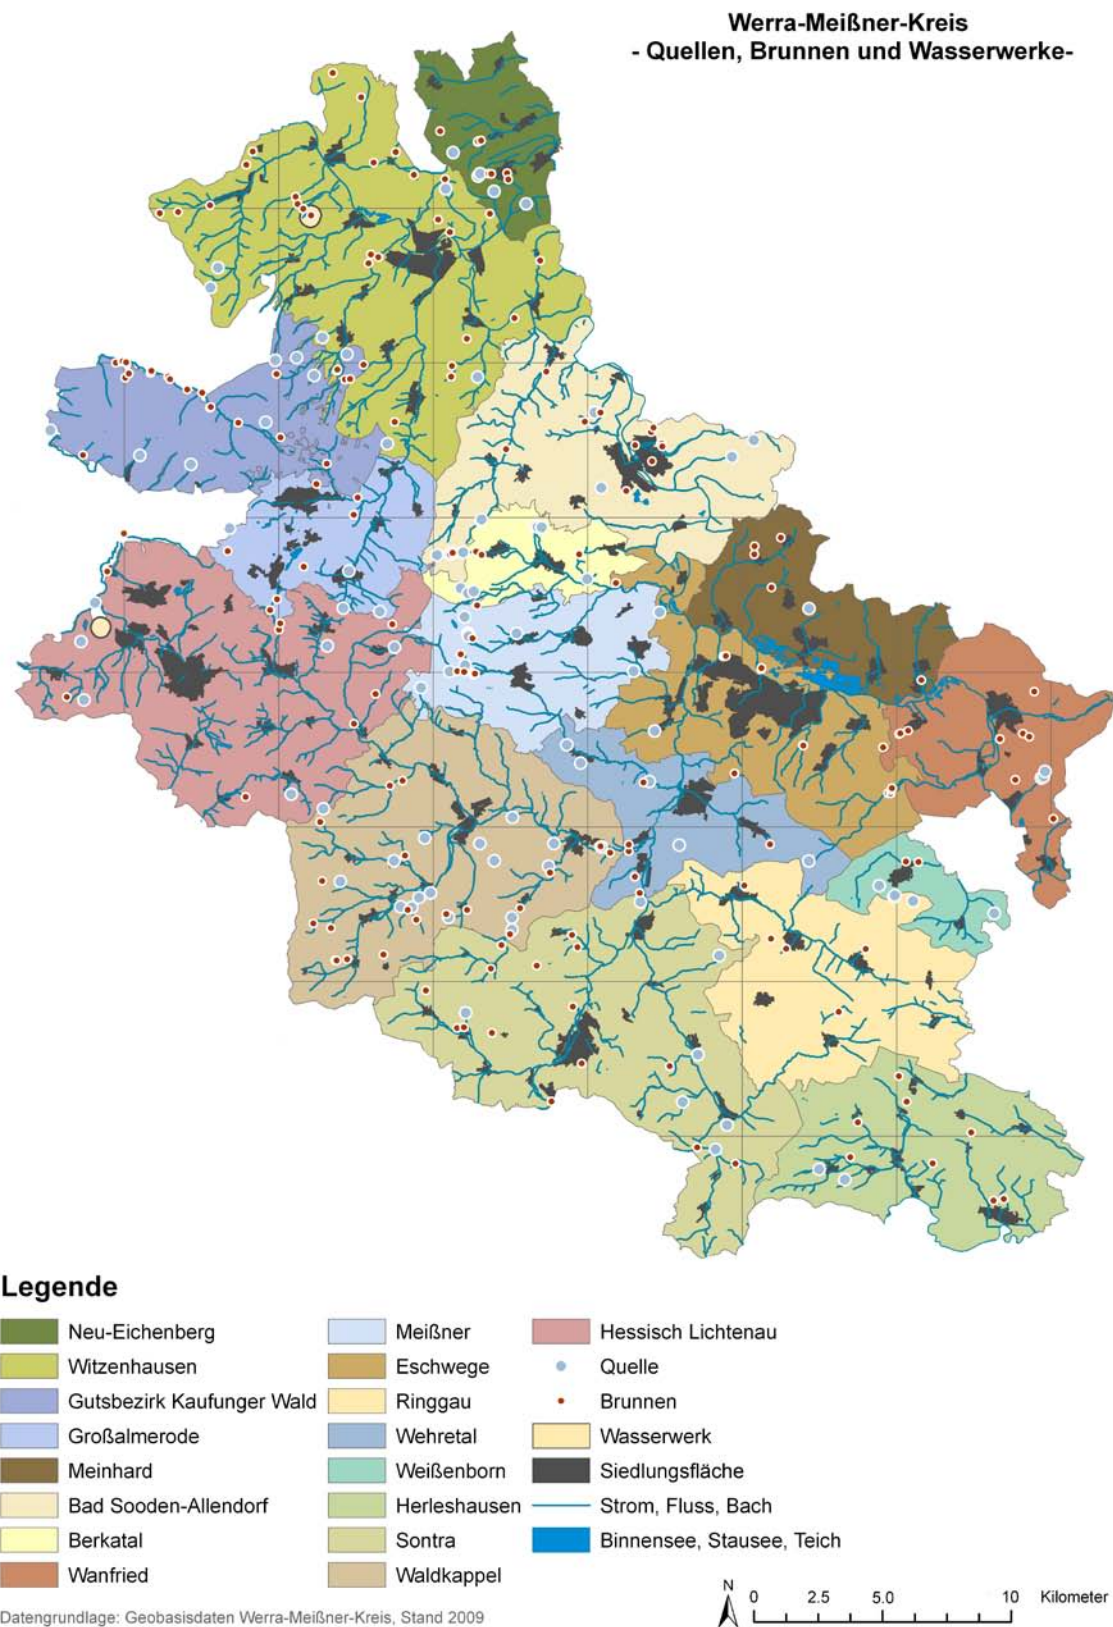 Werra-Meißner-Kreis
- Quellen, Brunnen und Wasserwerke-
Legende
Neu-Eichenberg
Witzenhausen
Gutsbezirk Kaufunger Wald
Großalmerode
Meinhard
Bad Sooden-Allendorf
Berkatal
Wanfried
Meißner
Eschwege
Ringgau
Wehretal
Weißenborn
Herleshausen
Sontra
Waldkappel
Hessisch Lichtenau
Quelle
Brunnen
Wasserwerk
Siedlungsfläche
Strom, Fluss, Bach
Binnensee, Stausee, Teich
N
0 2.5 5.0 10 Kilometer
Datengrundlage: Geobasisdaten Werra-Meißner-Kreis, Stand 2009